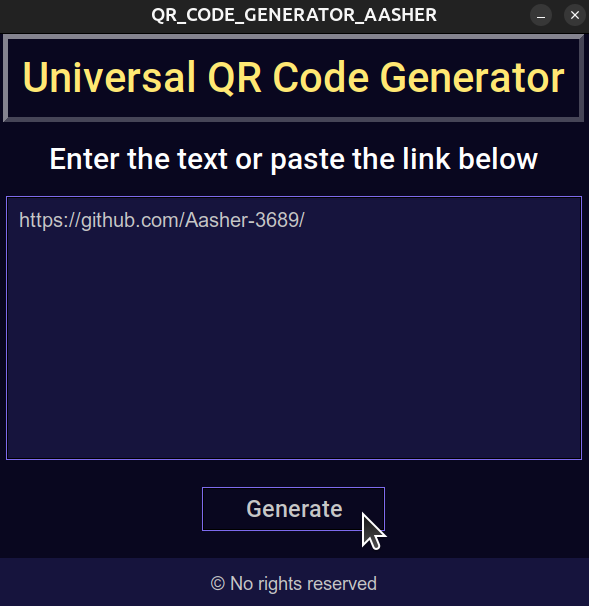 QR_CODE_GENERATOR_AASHER
Universal QR Code Generator
Enter the text or paste the link below
https://github.com/Aasher-3689/
Generate
© No rights reserved